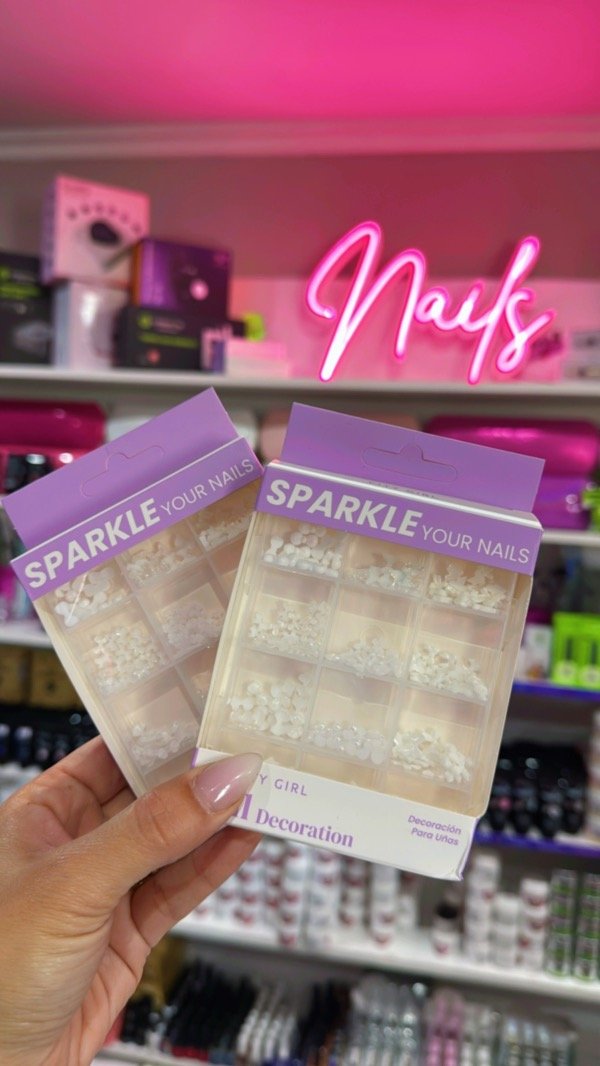 Nails
SPARKLE YOUR NAILS
SPARKLE YOUR NAILS
GIRL
Decoration
Decoración
Para Uñas